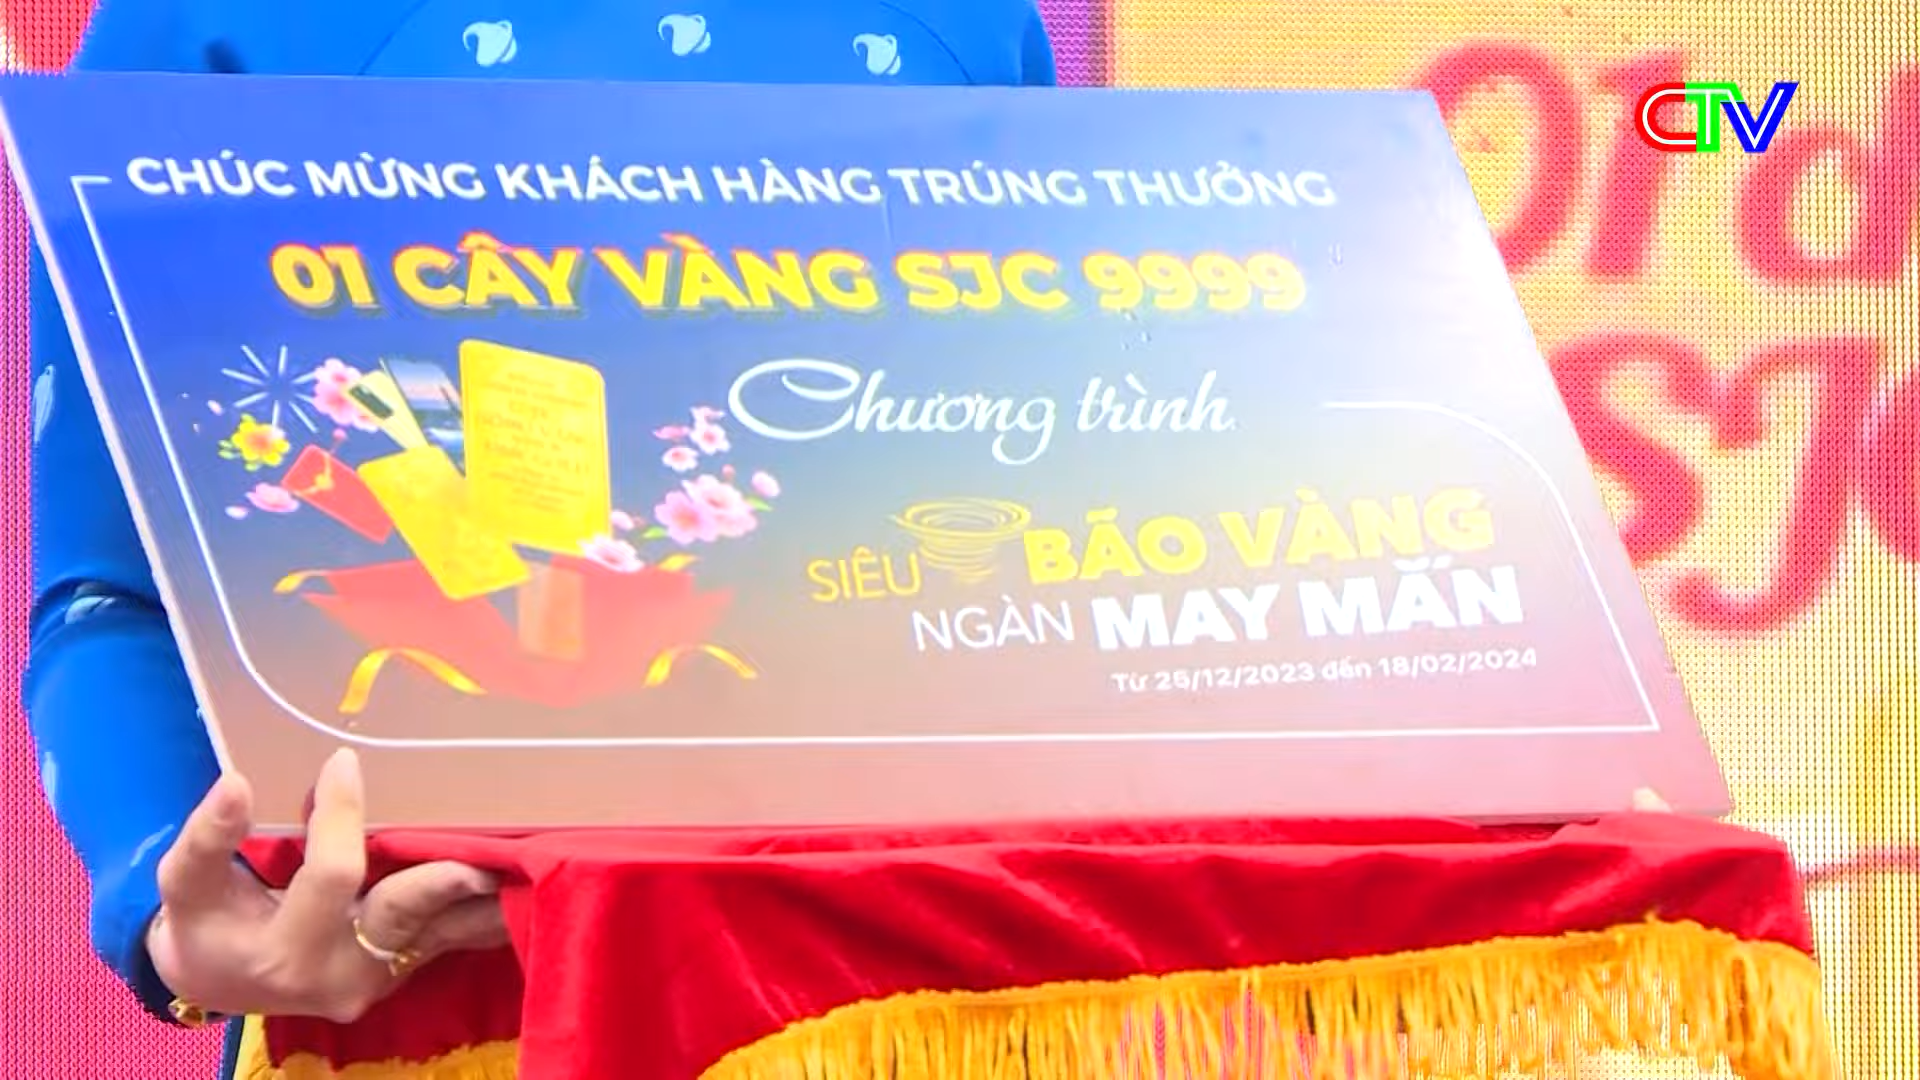 CTV
CHÚC MỪNG KHÁCH HÀNG TRÚNG THƯỞNG
01 CÂY VÀNG SJC 9999
Chương trình
SIÊU BÃO VÀNG
NGÀN MAY MẮN
Từ 25/12/2023 đến 18/02/2024